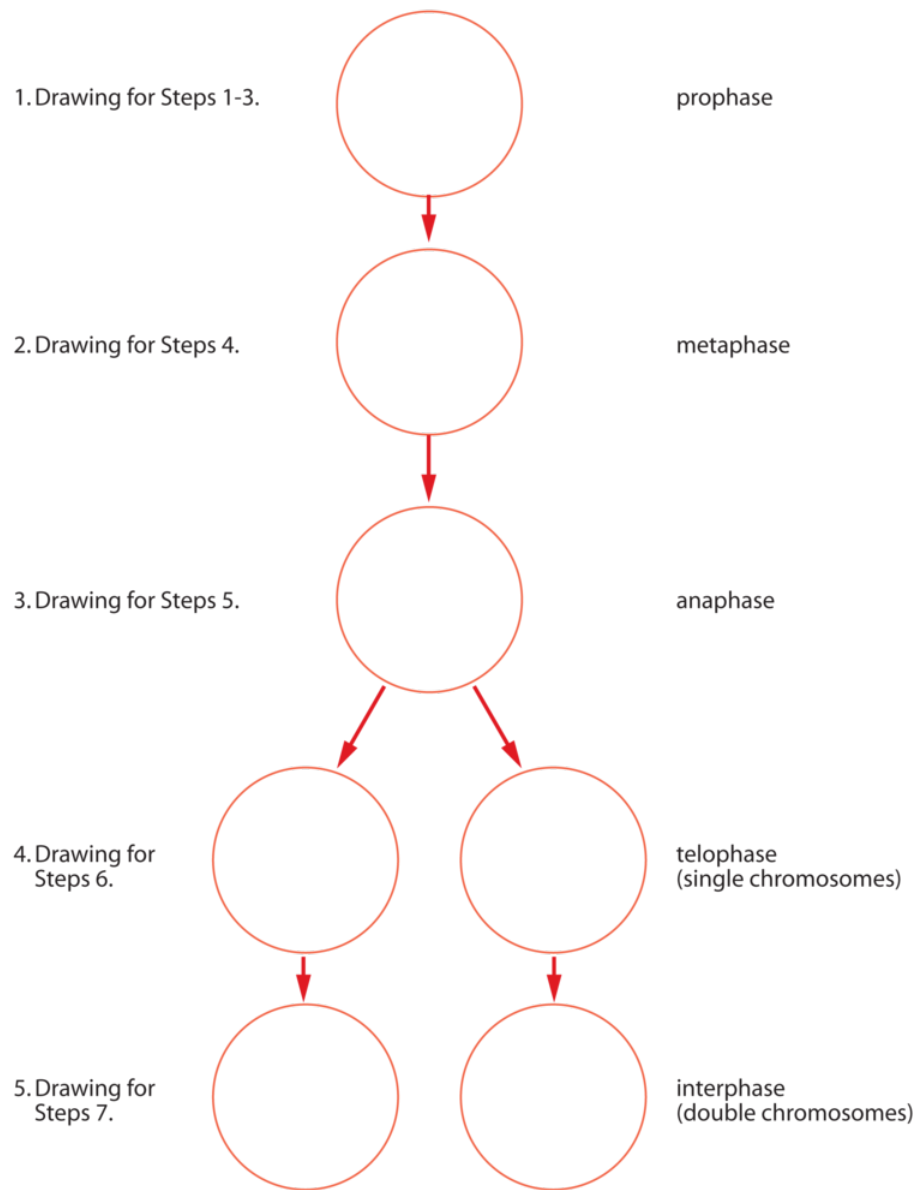 1. Drawing for Steps 1-3.
prophase
2. Drawing for Steps 4.
metaphase
3. Drawing for Steps 5.
anaphase
4. Drawing for
Steps 6.
telophase
(single chromosomes)
5. Drawing for
Steps 7.
interphase
(double chromosomes)